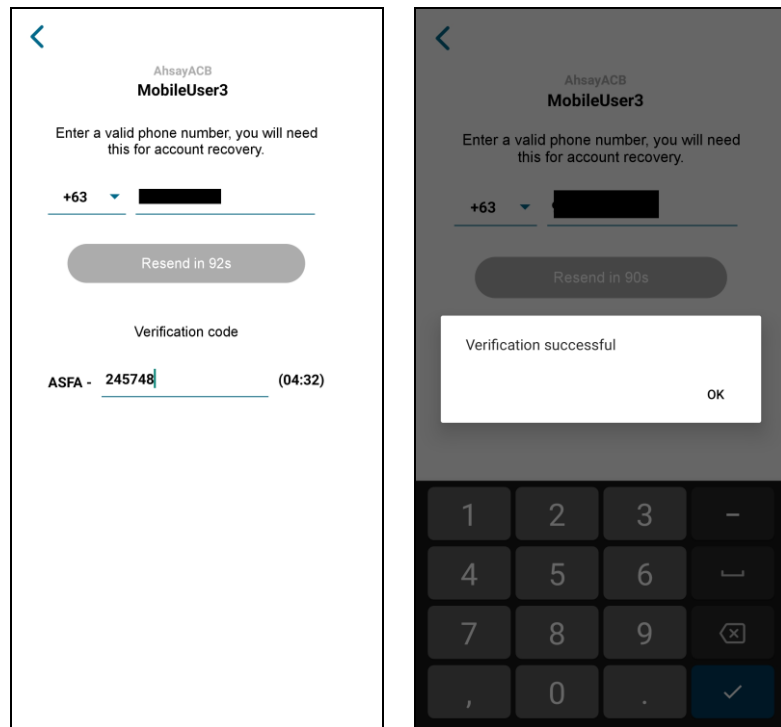 AhsayACB
MobileUser3
Enter a valid phone number, you will need
this for account recovery.
+63
Resend in 92s
Verification code
ASFA - 245748 (04:32)
AhsayACB
MobileUser3
Enter a valid phone number, you will need
this for account recovery.
+63
Resend in 90s
Verification successful
OK
1 2 3 –
4 5 6
7 8 9
, 0 .